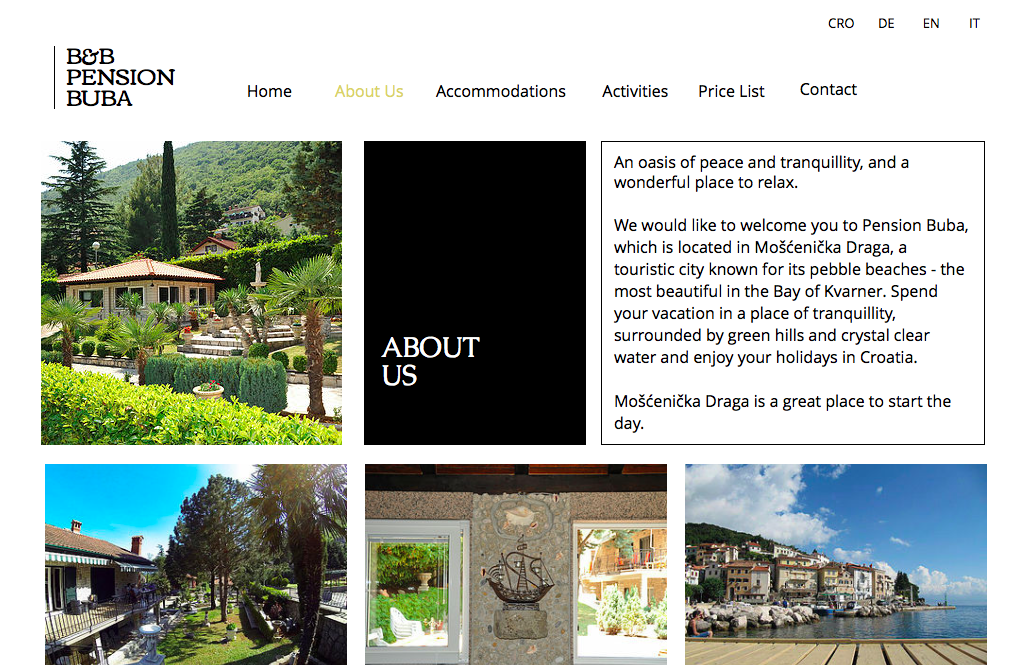 CRO DE EN IT
B&B
PENSION
BUBA
Home About Us Accommodations Activities Price List Contact
ABOUT
US
An oasis of peace and tranquillity, and a
wonderful place to relax.
We would like to welcome you to Pension Buba,
which is located in Mošćenička Draga, a
touristic city known for its pebble beaches - the
most beautiful in the Bay of Kvarner. Spend
your vacation in a place of tranquillity,
surrounded by green hills and crystal clear
water and enjoy your holidays in Croatia.
Mošćenička Draga is a great place to start the
day.